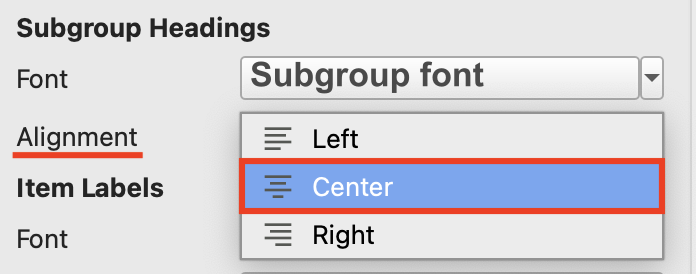 Subgroup Headings
Font Subgroup font
Alignment
Left
Center
Item Labels
Right
Font